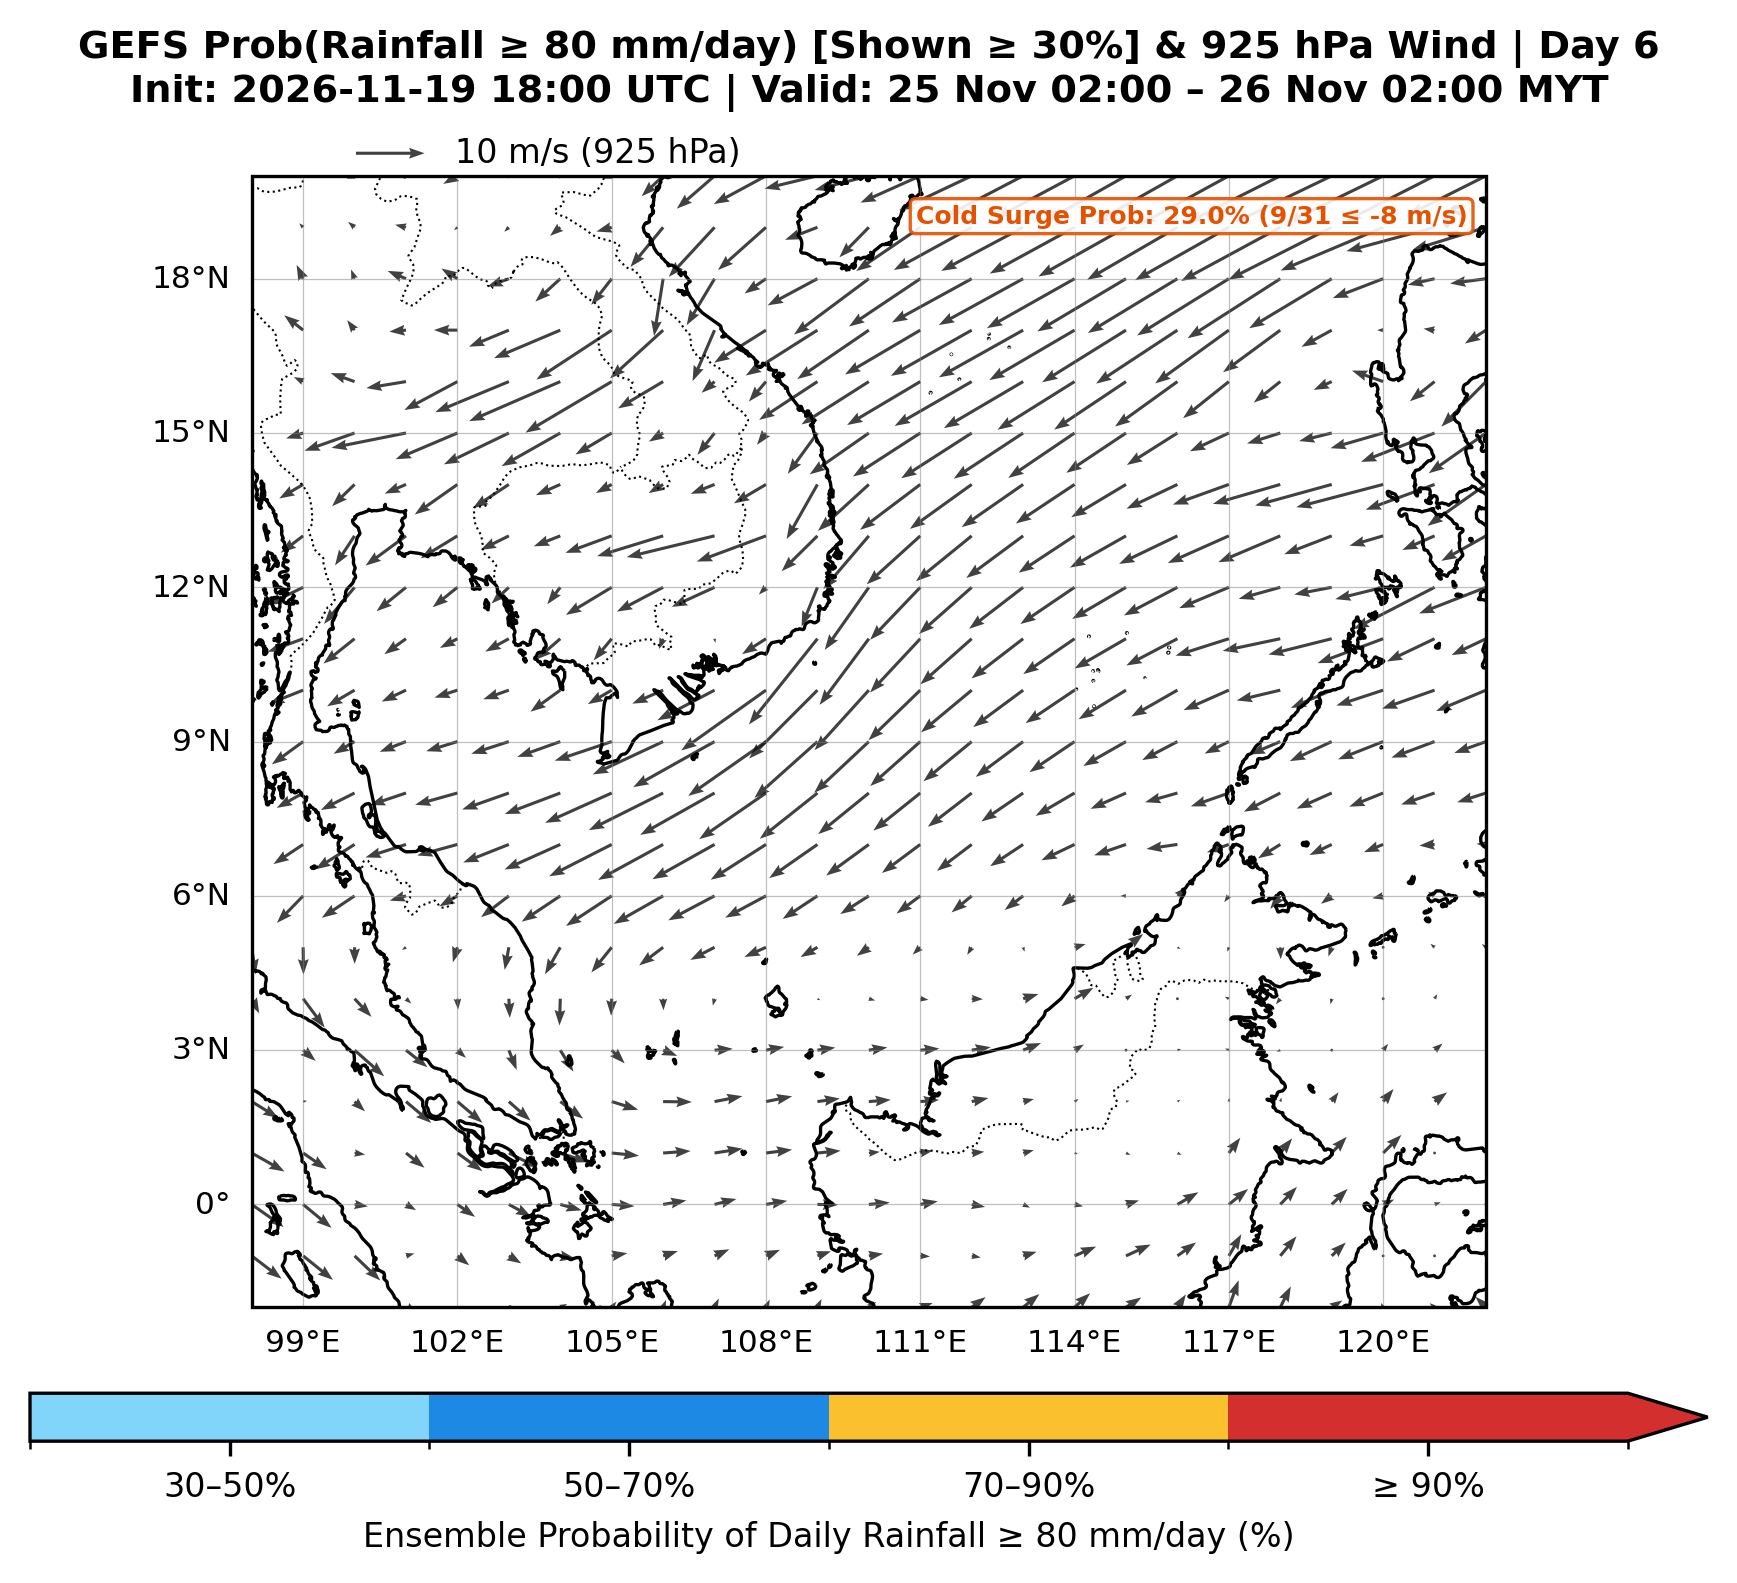 GEFS Prob(Rainfall ≥ 80 mm/day) [Shown ≥ 30%] & 925 hPa Wind | Day 6
Init: 2026-11-19 18:00 UTC | Valid: 25 Nov 02:00 – 26 Nov 02:00 MYT
10 m/s (925 hPa)
Cold Surge Prob: 29.0% (9/31 ≤ -8 m/s)
18°N
15°N
12°N
9°N
6°N
3°N
0°
99°E 102°E 105°E 108°E 111°E 114°E 117°E 120°E
30–50% 50–70% 70–90% ≥ 90%
Ensemble Probability of Daily Rainfall ≥ 80 mm/day (%)